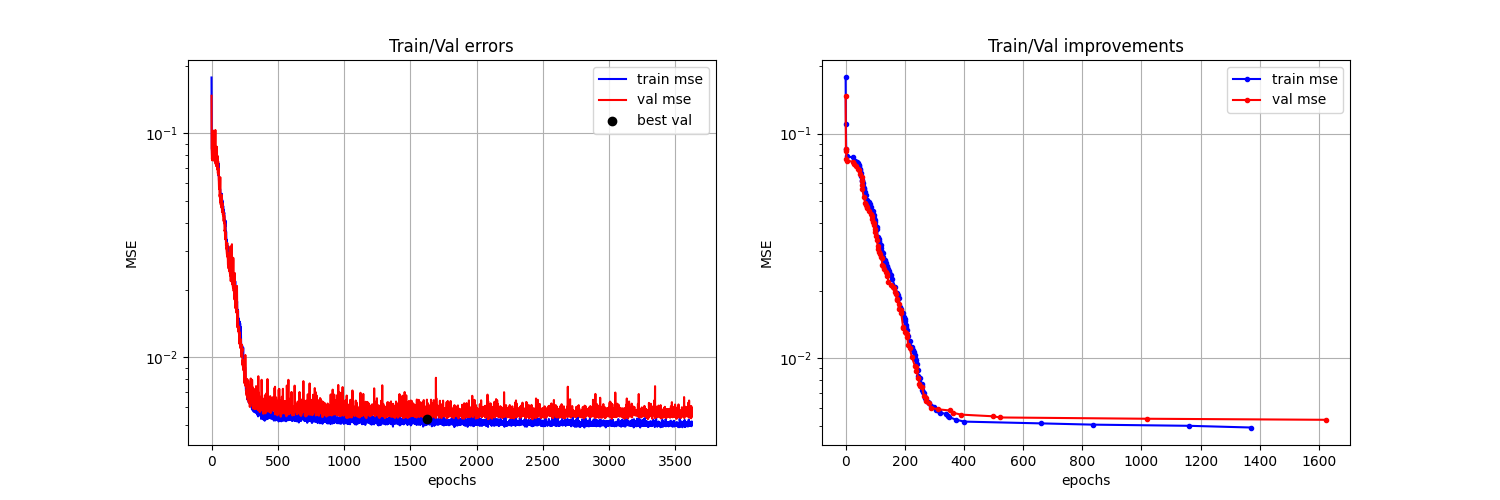 Train/Val errors
train mse
val mse
best val
10⁻¹
10⁻²
MSE
0 500 1000 1500 2000 2500 3000 3500
epochs
Train/Val improvements
train mse
val mse
10⁻¹
10⁻²
MSE
0 200 400 600 800 1000 1200 1400 1600
epochs